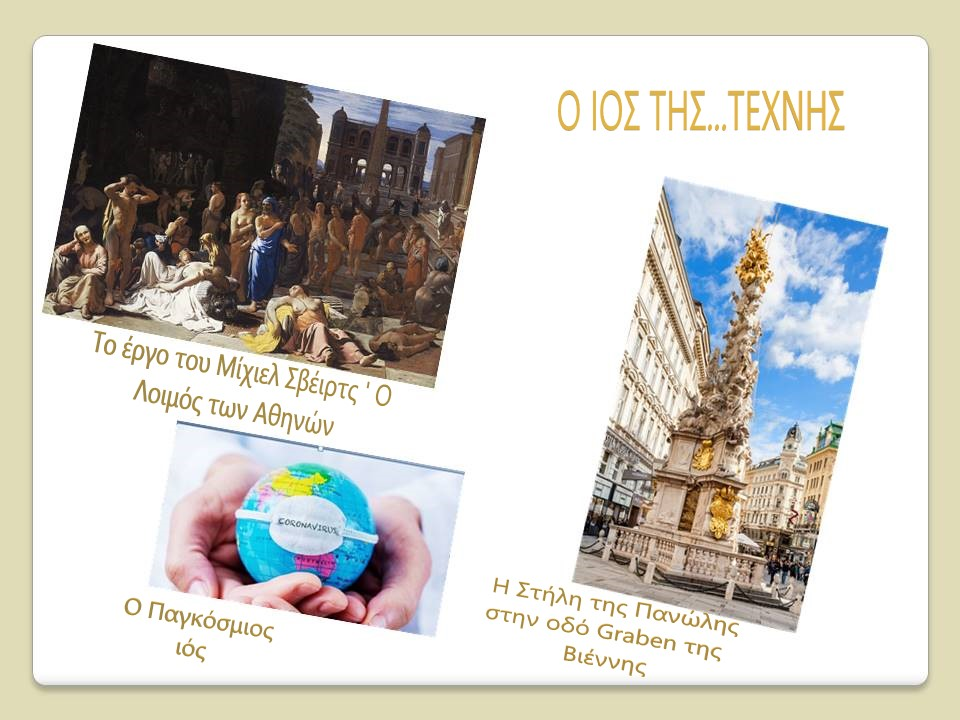 Ο ΙΟΣ ΤΗΣ...ΤΕΧΝΗΣ
Το έργο του Μίχιελ Σβέιρτς ' Ο
Λοιμός των Αθηνών
CORONAVIRUS
AUSTRALIA
Ο Παγκόσμιος
ιός
Η Στήλη της Πανώλης
στην οδό Graben της
Βιέννης